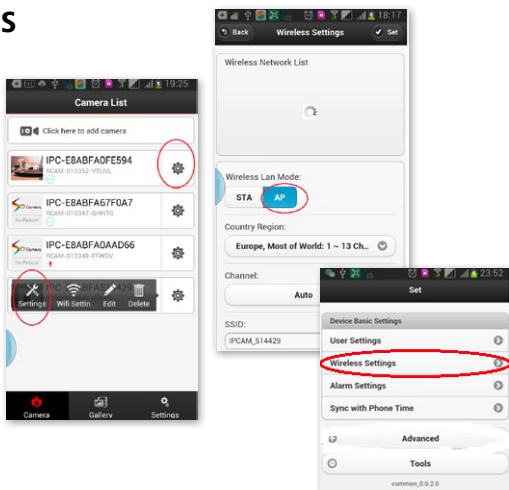 S
19:25
Camera List
Click here to add camera
IPC-E8ABFA0FE594
RCAM-010352-VTUVL
IPC-E8ABFA67F0A7
RCAM-010347-GHNTG
IPC-E8ABFA0AAD66
RCAM-010348-FFWDV
Settings
Wifi Settin
Edit
Delete
Camera
Gallery
Settings
18:17
Back
Wireless Settings
Set
Wireless Network List
Wireless Lan Mode:
STA
AP
Country Region:
Europe, Most of World: 1 ~ 13 Ch...
Channel:
Auto
SSID:
IPCAM_514429
23:52
Set
Device Basic Settings
User Settings
Wireless Settings
Alarm Settings
Sync with Phone Time
Advanced
Tools
common_0.0.2.0